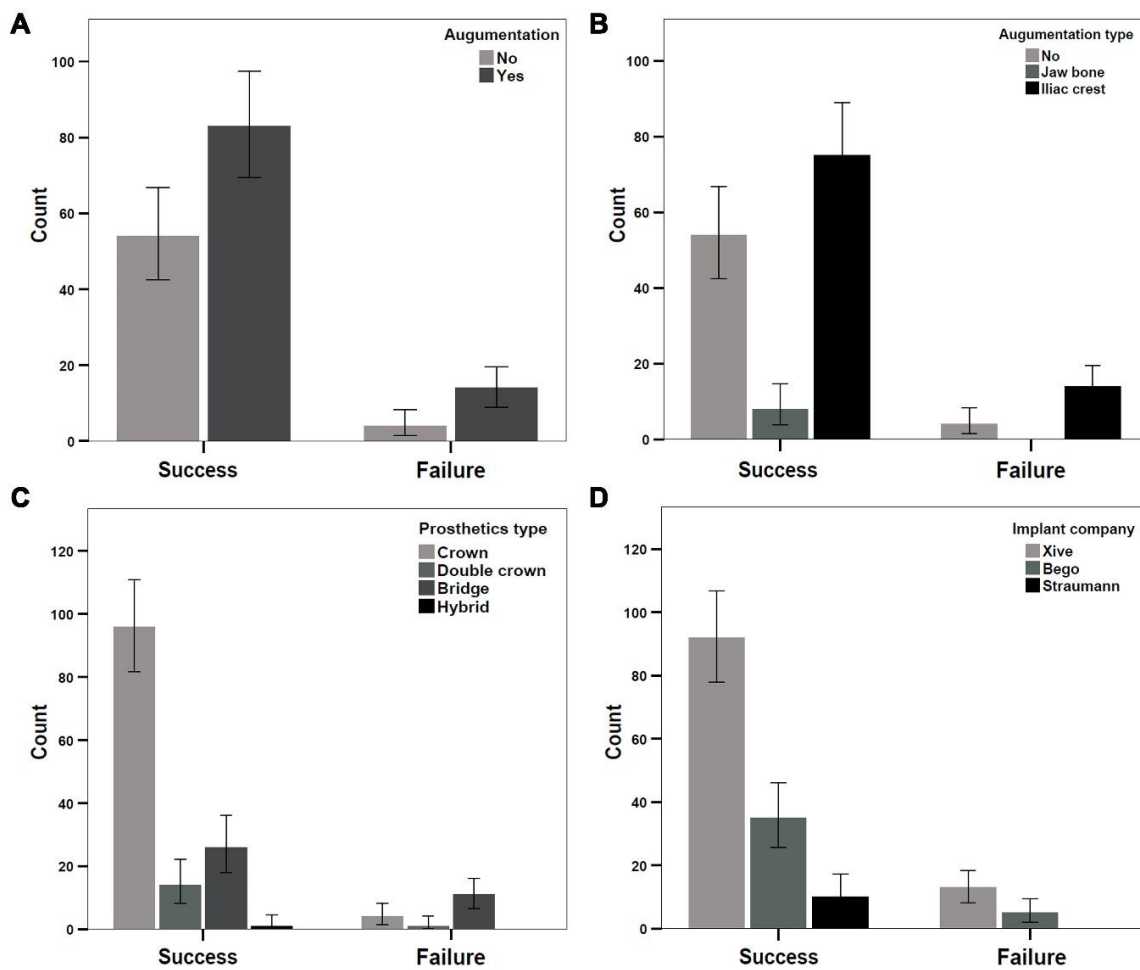 A
Augumentation
No
Yes
Count
100
80
60
40
20
0
Success Failure
B
Augumentation type
No
Jaw bone
Iliac crest
Count
100
80
60
40
20
0
Success Failure
C
Prosthetics type
Crown
Double crown
Bridge
Hybrid
Count
120
100
80
60
40
20
0
Success Failure
D
Implant company
Xive
Bego
Straumann
Count
120
100
80
60
40
20
0
Success Failure